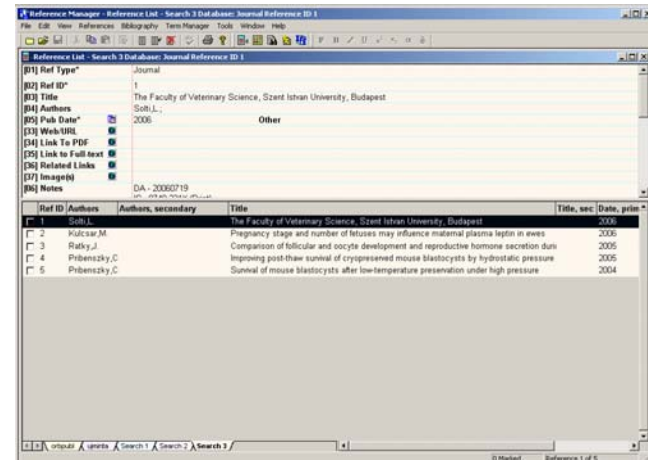 Reference Manager - Reference List - Search 3 Database: Journal Reference ID 1
File Edit View References Bibliography Term Manager Tools Window Help
Reference List - Search 3 Database: Journal Reference ID 1
[01] Ref Type* Journal
[02] Ref ID* 1
[03] Title The Faculty of Veterinary Science, Szent Istvan University, Budapest
[04] Authors Solti,L.;
[05] Pub Date* 2006 Other
[33] Web/URL
[34] Link To PDF
[35] Link to Full-text
[36] Related Links
[37] Image(s)
[06] Notes DA - 20060719
Ref ID Authors Authors, secondary Title Title, sec Date, prim
1 Solti,L. The Faculty of Veterinary Science, Szent Istvan University, Budapest 2006
2 Kulcsar,M. Pregnancy stage and number of fetuses may influence maternal plasma leptin in ewes 2006
3 Ratky,J. Comparison of follicular and oocyte development and reproductive hormone secretion duri 2005
4 Pribenszky,C Improving post-thaw survival of cryopreserved mouse blastocysts by hydrostatic pressure 2005
5 Pribenszky,C Survival of mouse blastocysts after low-temperature preservation under high pressure 2004
Search 1 Search 2 Search 3
0 Marked Reference 1 of 5